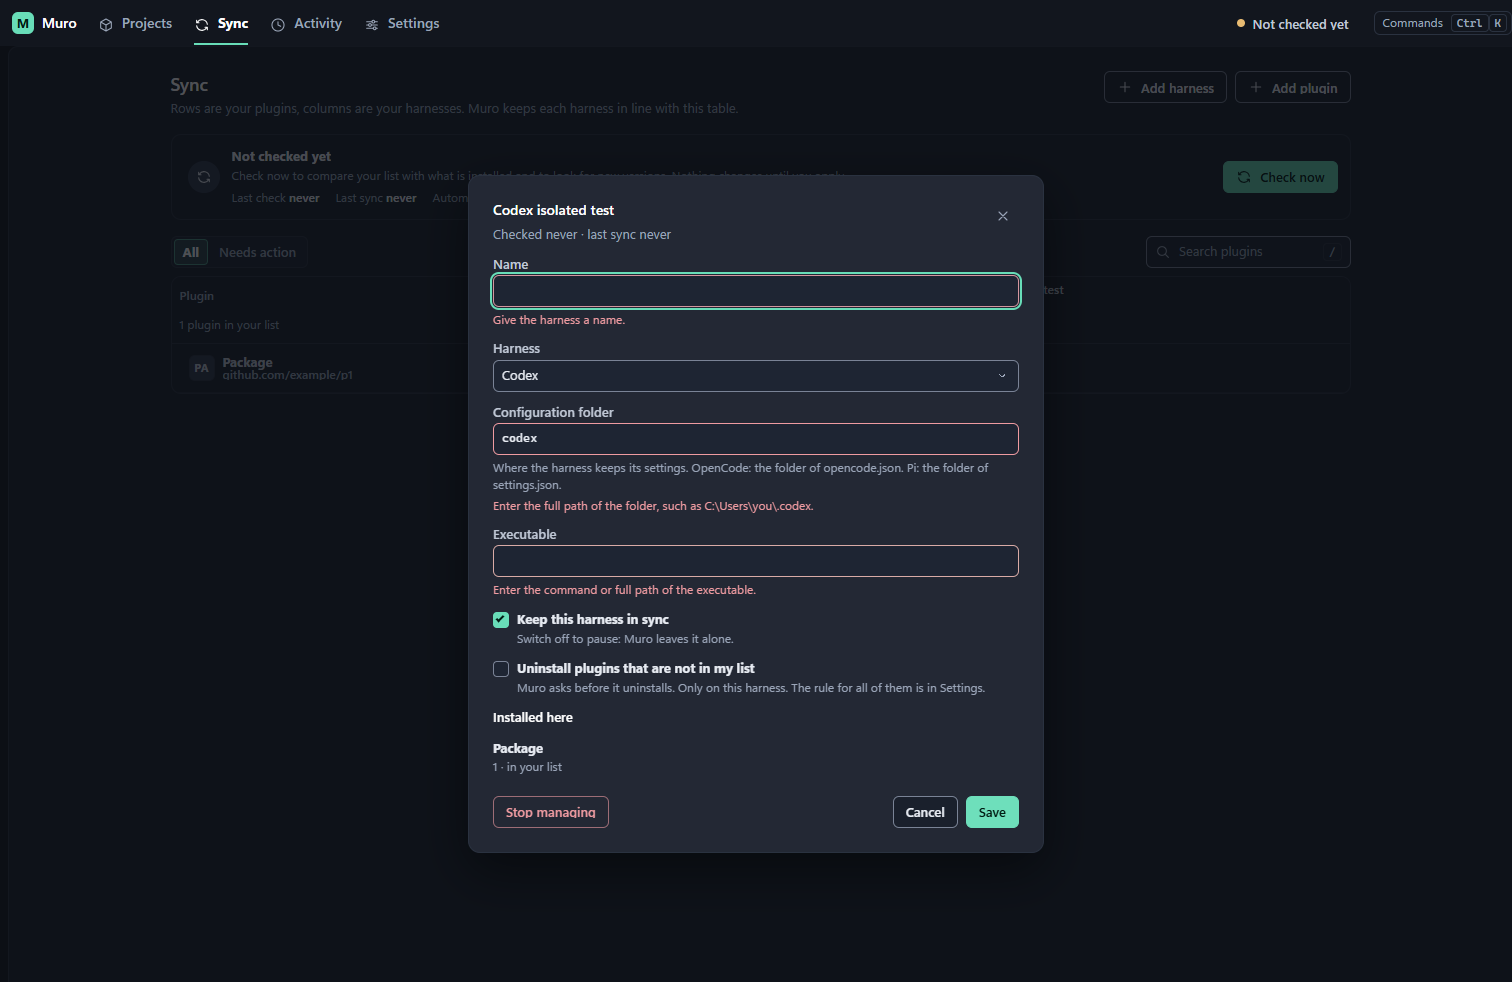 M Muro Projects Sync Activity Settings Not checked yet Commands Ctrl K
Sync
Rows are your plugins, columns are your harnesses. Muro keeps each harness in line with this table.
Add harness
Add plugin
Not checked yet
Check now to compare your list with what is
Last check never Last sync never Autom
Check now
All Needs action
Search plugins /
Plugin
test
1 plugin in your list
PA Package
github.com/example/p1
Codex isolated test
Checked never · last sync never
Name
Give the harness a name.
Harness
Codex
Configuration folder
codex
Where the harness keeps its settings. OpenCode: the folder of opencode.json. Pi: the folder of
settings.json.
Enter the full path of the folder, such as C:\Users\you\.codex.
Executable
Enter the command or full path of the executable.
Keep this harness in sync
Switch off to pause: Muro leaves it alone.
Uninstall plugins that are not in my list
Muro asks before it uninstalls. Only on this harness. The rule for all of them is in Settings.
Installed here
Package
1 · in your list
Stop managing
Cancel
Save